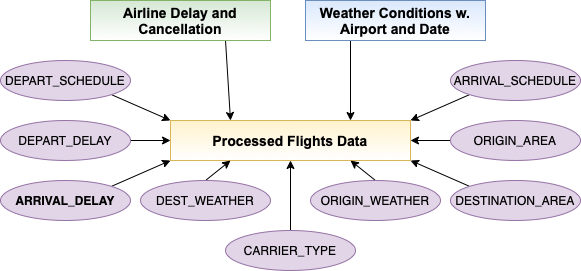 Airline Delay and
Cancellation
Weather Conditions w.
Airport and Date
DEPART_SCHEDULE
ARRIVAL_SCHEDULE
DEPART_DELAY
Processed Flights Data
ORIGIN_AREA
ARRIVAL_DELAY
DEST_WEATHER
ORIGIN_WEATHER
DESTINATION_AREA
CARRIER_TYPE